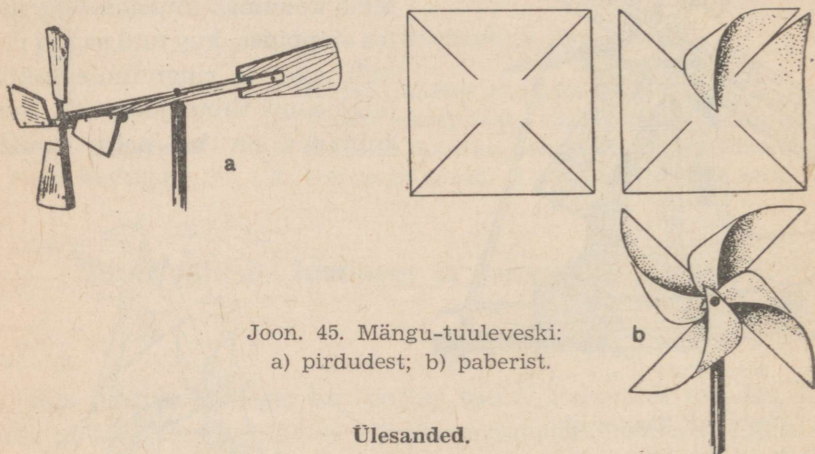 a
Joon. 45. Mängu-tuuleveski:
a) pirdudest; b) paberist.
b
Ülesanded.